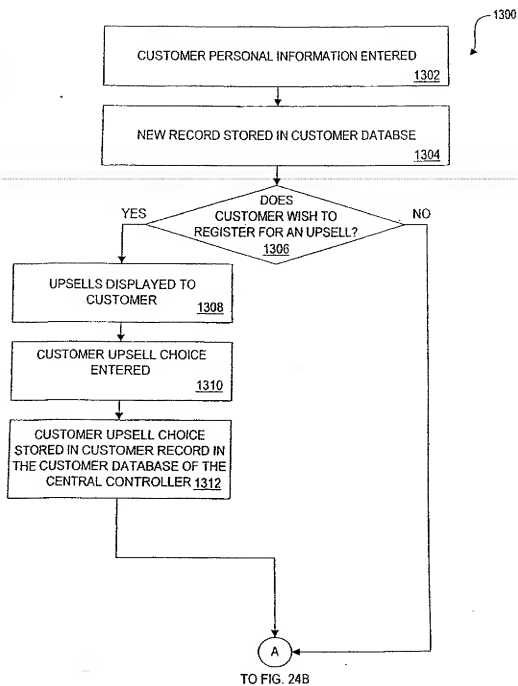 1300
CUSTOMER PERSONAL INFORMATION ENTERED
1302
NEW RECORD STORED IN CUSTOMER DATABSE
1304
DOES
CUSTOMER WISH TO
REGISTER FOR AN UPSELL?
1306
YES
NO
UPSELLS DISPLAYED TO
CUSTOMER
1308
CUSTOMER UPSELL CHOICE
ENTERED
1310
CUSTOMER UPSELL CHOICE
STORED IN CUSTOMER RECORD IN
THE CUSTOMER DATABASE OF THE
CENTRAL CONTROLLER 1312
A
TO FIG. 24B